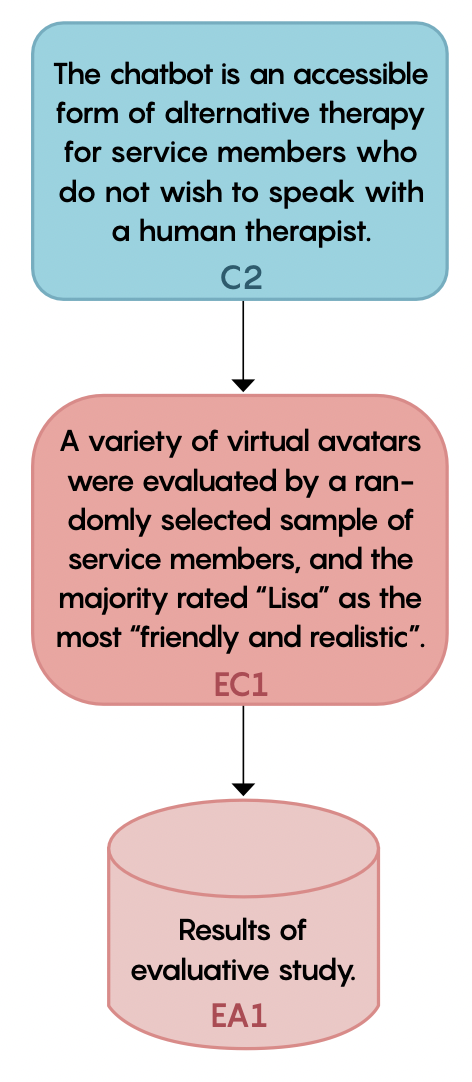 The chatbot is an accessible
form of alternative therapy
for service members who
do not wish to speak with
a human therapist.
C2
A variety of virtual avatars
were evaluated by a ran-
domly selected sample of
service members, and the
majority rated “Lisa” as the
most “friendly and realistic”.
EC1
Results of
evaluative study.
EA1